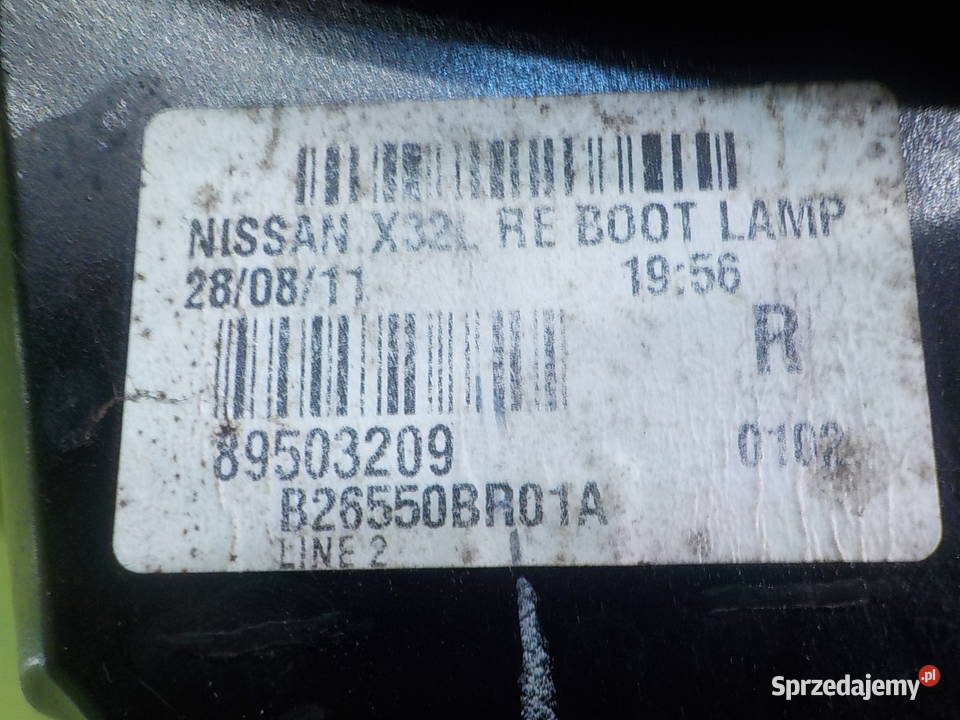 NISSAN X32L RE BOOT LAMP
28/08/11 19:56
R
89503209 0102
B26550BR01A
LINE 2
Sprzedajemy.pl